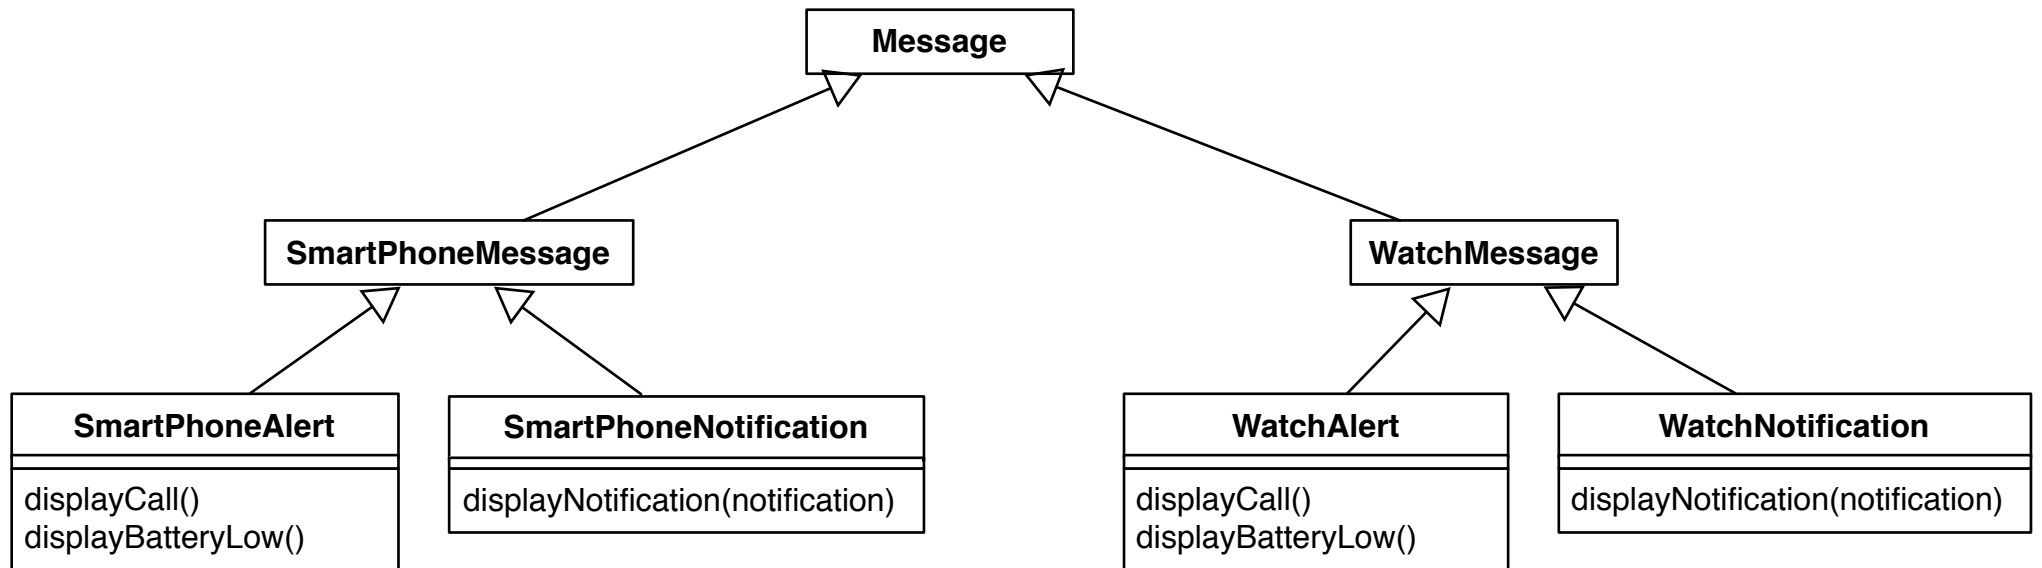 Message
SmartPhoneMessage
WatchMessage
SmartPhoneAlert
displayCall()
displayBatteryLow()
SmartPhoneNotification
displayNotification(notification)
WatchAlert
displayCall()
displayBatteryLow()
WatchNotification
displayNotification(notification)